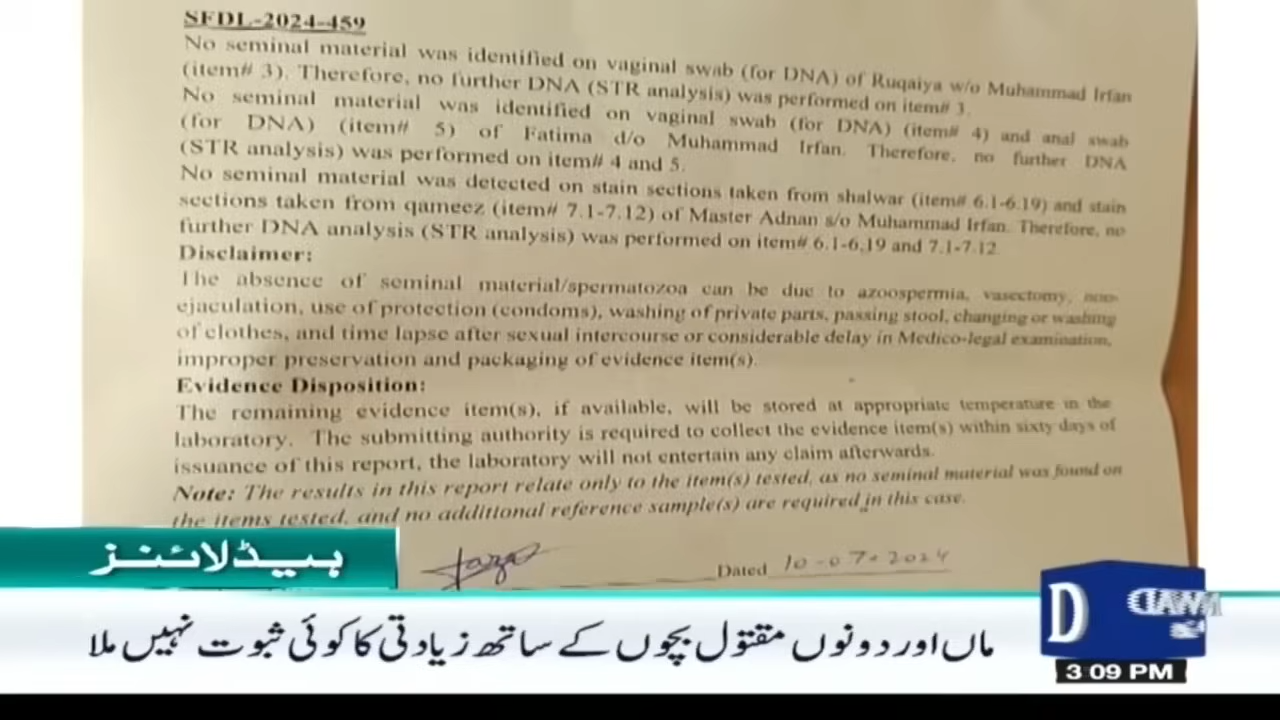 SFDL-2024-459
No seminal material was identified on vaginal swab (for DNA) of Ruqaiya w/o Muhammad Irfan
(item# 3). Therefore, no further DNA (STR analysis) was performed on item# 3.
No seminal material was identified on vaginal swab (for DNA) (item# 4) and anal swab
(for DNA) (item# 5) of Fatima d/o Muhammad Irfan. Therefore, no further DNA
(STR analysis) was performed on item# 4 and 5.
No seminal material was detected on stain sections taken from shalwar (item# 6.1-6.19) and stain
sections taken from qameez (item# 7.1-7.12) of Master Adnan s/o Muhammad Irfan. Therefore, no
further DNA analysis (STR analysis) was performed on item# 6.1-6.19 and 7.1-7.12.
Disclaimer:
The absence of seminal material/spermatozoa can be due to azoospermia, vasectomy, non-
ejaculation, use of protection (condoms), washing of private parts, passing stool, changing or washing
of clothes, and time lapse after sexual intercourse or considerable delay in Medico-legal examination,
improper preservation and packaging of evidence item(s).
Evidence Disposition:
The remaining evidence item(s), if available, will be stored at appropriate temperature in the
laboratory. The submitting authority is required to collect the evidence item(s) within sixty days of
issuance of this report, the laboratory will not entertain any claim afterwards.
Note: The results in this report relate only to the item(s) tested, as no seminal material was found on
the items tested, and no additional reference sample(s) are required in this case.
Dated 10-07-2024
ہیڈلائنز
ماں اور دونوں مقتول بچوں کے ساتھ زیادتی کا کوئی ثبوت نہیں ملا
D
3:09 PM